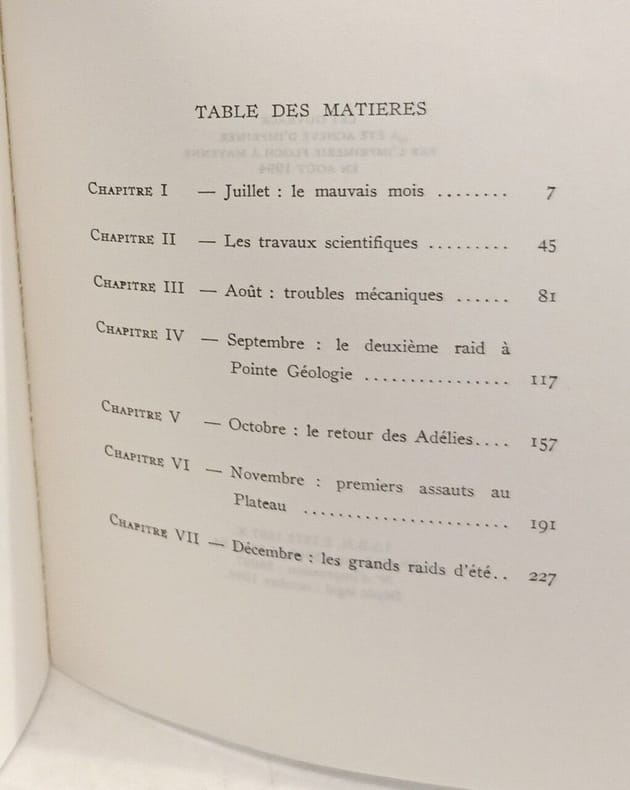 TABLE DES MATIERES
CHAPITRE I — Juillet : le mauvais mois ........ 7
CHAPITRE II — Les travaux scientifiques ......... 45
CHAPITRE III — Août : troubles mécaniques ...... 81
CHAPITRE IV — Septembre : le deuxième raid à
Pointe Géologie ................ 117
CHAPITRE V — Octobre : le retour des Adélies.... 157
CHAPITRE VI — Novembre : premiers assauts au
Plateau ....................... 191
CHAPITRE VII — Décembre : les grands raids d'été.. 227